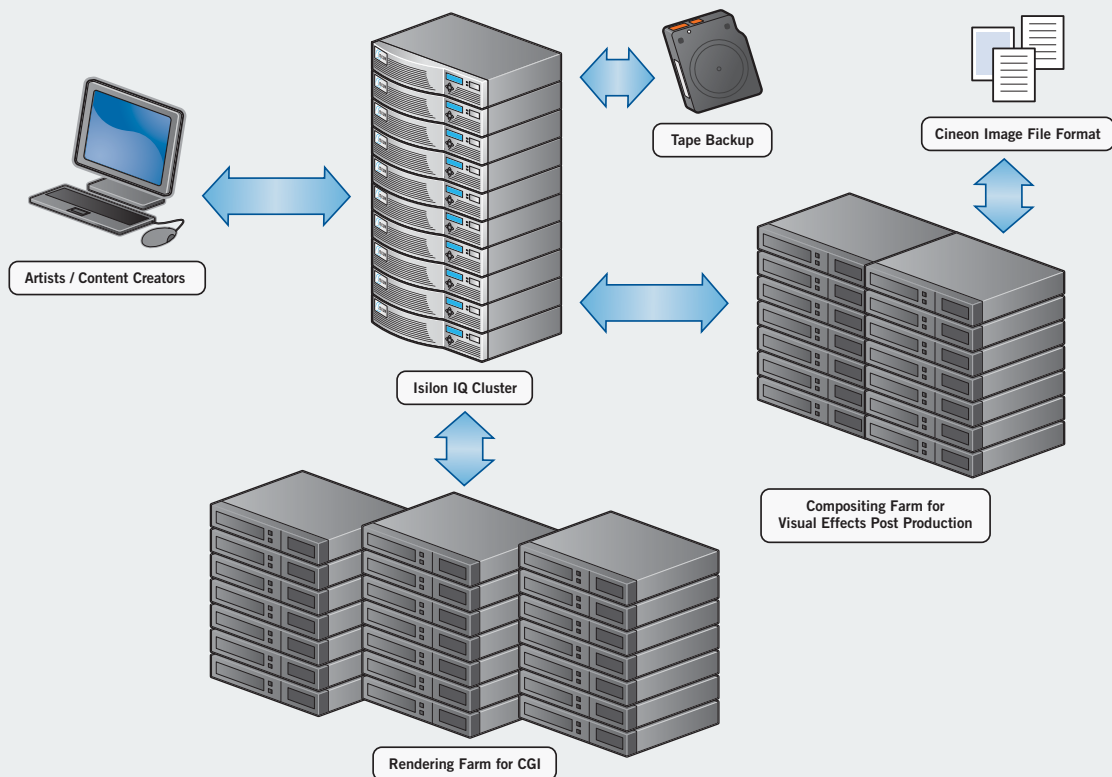 Tape Backup
Cineon Image File Format
Artists / Content Creators
Isilon IQ Cluster
Compositing Farm for
Visual Effects Post Production
Rendering Farm for CGI